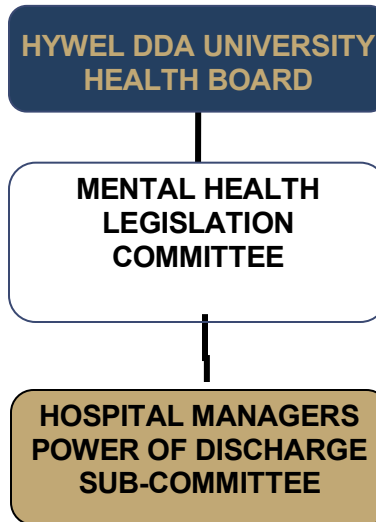 HYWEL DDA UNIVERSITY
HEALTH BOARD
MENTAL HEALTH
LEGISLATION
COMMITTEE
HOSPITAL MANAGERS
POWER OF DISCHARGE
SUB-COMMITTEE